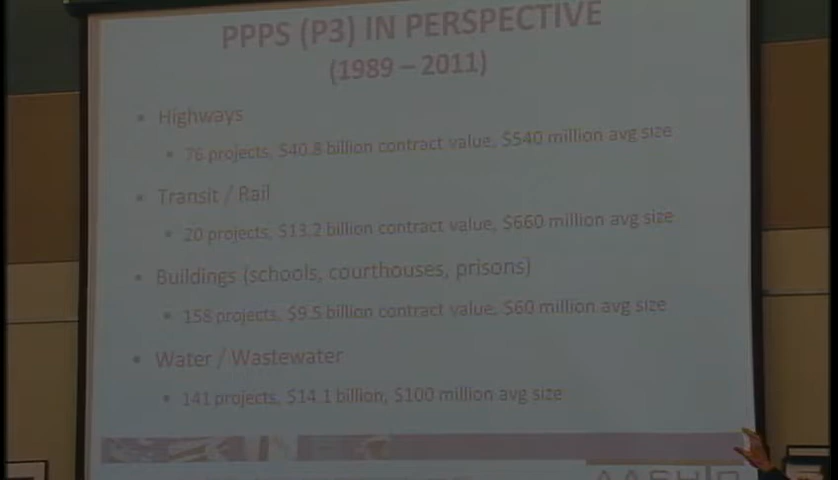 PPPS (P3) IN PERSPECTIVE
(1989 – 2011)
• Highways
• 76 projects, $40.8 billion contract value, $540 million avg size
• Transit / Rail
• 20 projects, $13.2 billion contract value, $660 million avg size
• Buildings (schools, courthouses, prisons)
• 158 projects, $9.5 billion contract value, $60 million avg size
• Water / Wastewater
• 141 projects, $14.1 billion, $100 million avg size